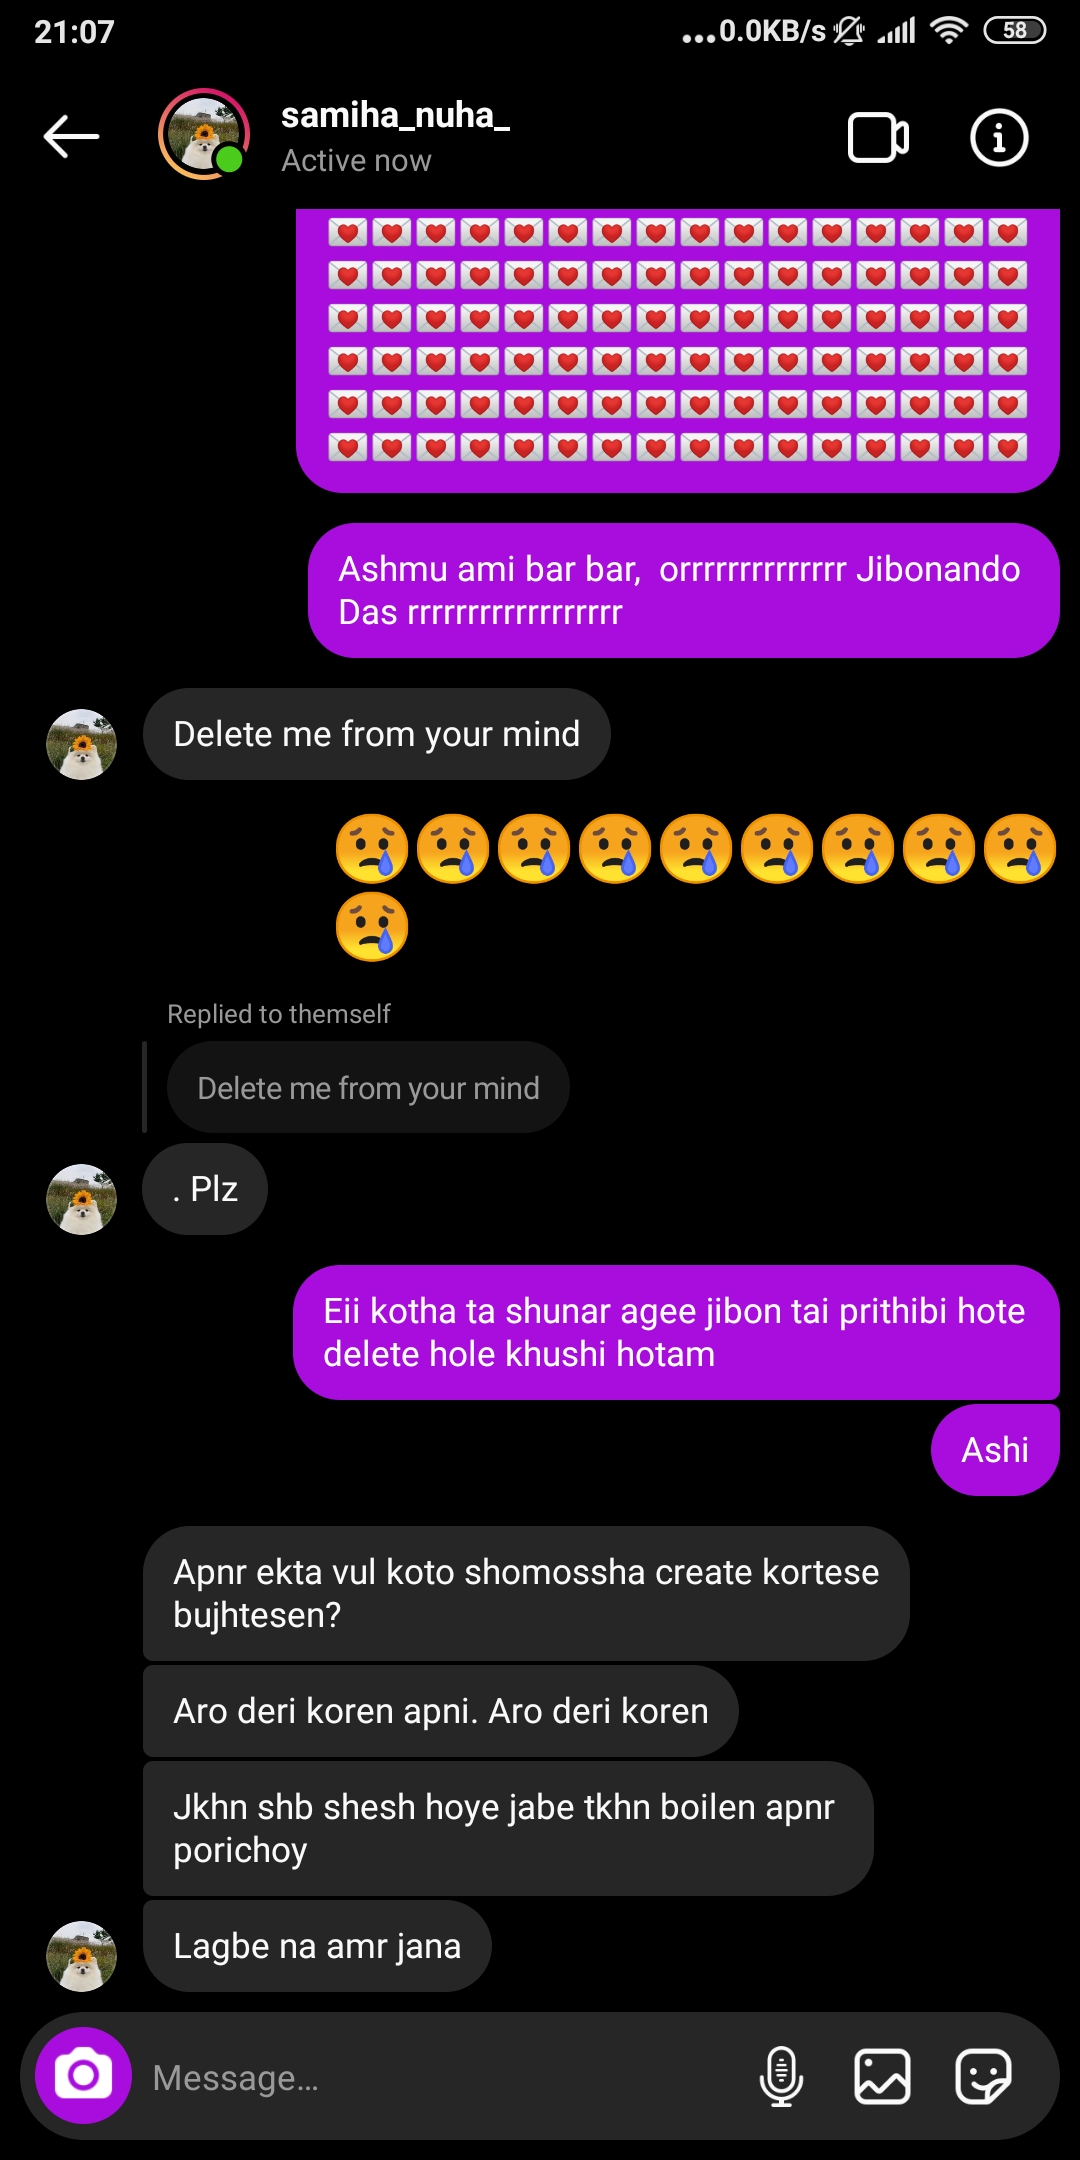 21:07
...0.0KB/s
58
samiha_nuha_
Active now
💌💌💌💌💌💌💌💌💌💌💌💌💌💌💌💌
💌💌💌💌💌💌💌💌💌💌💌💌💌💌💌💌
💌💌💌💌💌💌💌💌💌💌💌💌💌💌💌💌
💌💌💌💌💌💌💌💌💌💌💌💌💌💌💌💌
💌💌💌💌💌💌💌💌💌💌💌💌💌💌💌💌
💌💌💌💌💌💌💌💌💌💌💌💌💌💌💌💌
Ashmu ami bar bar,  orrrrrrrrrrrrrr Jibonando
Das rrrrrrrrrrrrrrrrrr
Delete me from your mind
😢😢😢😢😢😢😢😢😢
😢
Replied to themself
Delete me from your mind
. Plz
Eii kotha ta shunar agee jibon tai prithibi hote
delete hole khushi hotam
Ashi
Apnr ekta vul koto shomossha create kortese
bujhtesen?
Aro deri koren apni. Aro deri koren
Jkhn shb shesh hoye jabe tkhn boilen apnr
porichoy
Lagbe na amr jana
Message...